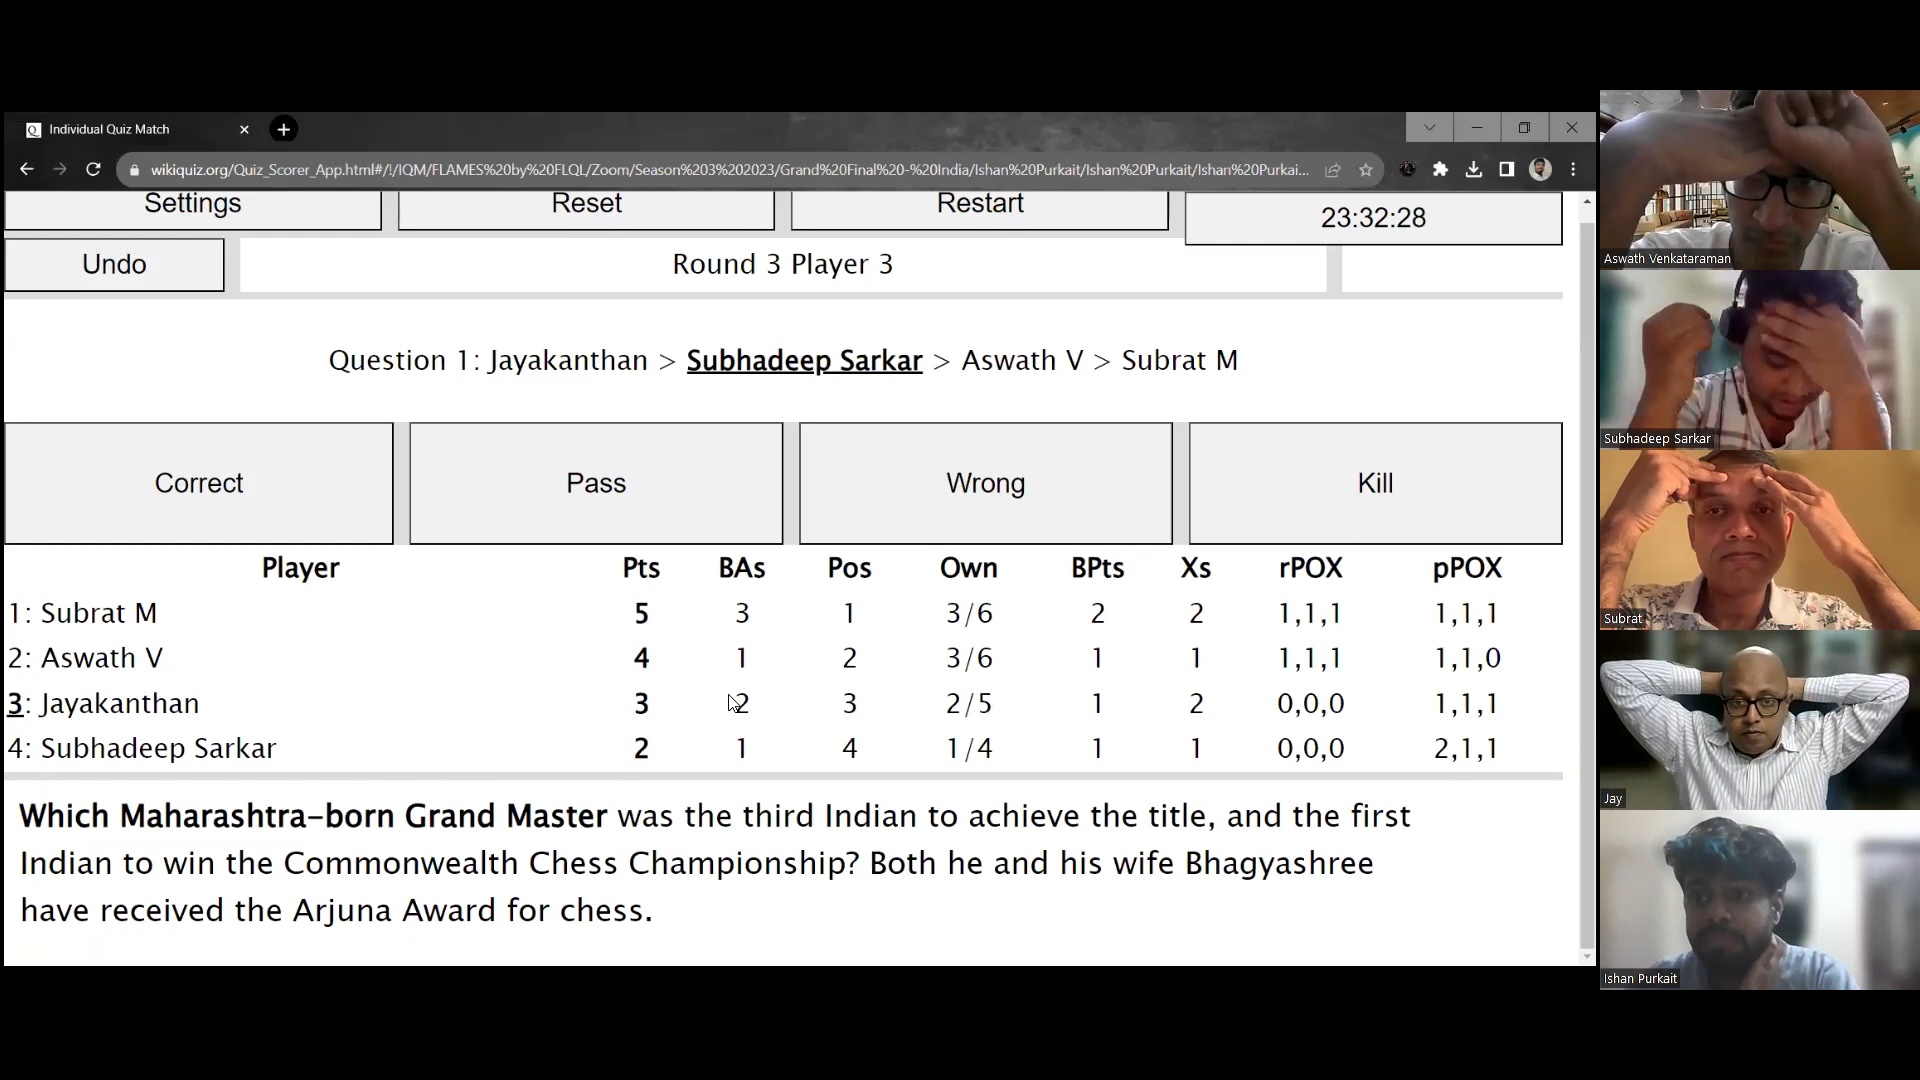 Individual Quiz Match
wikiquiz.org/Quiz_Scorer_App.html#/!/IQM/FLAMES%20by%20FLQL/Zoom/Season%203%202023/Grand%20Final%20-%20India/Ishan%20Purkait/Ishan%20Purkait/Ishan%20Purkai...
Settings Reset Restart 23:32:28
Undo Round 3 Player 3
Question 1: Jayakanthan > Subhadeep Sarkar > Aswath V > Subrat M
Correct Pass Wrong Kill
Player Pts BAs Pos Own BPts Xs rPOX pPOX
1: Subrat M 5 3 1 3/6 2 2 1,1,1 1,1,1
2: Aswath V 4 1 2 3/6 1 1 1,1,1 1,1,0
3: Jayakanthan 3 2 3 2/5 1 2 0,0,0 1,1,1
4: Subhadeep Sarkar 2 1 4 1/4 1 1 0,0,0 2,1,1
Which Maharashtra-born Grand Master was the third Indian to achieve the title, and the first
Indian to win the Commonwealth Chess Championship? Both he and his wife Bhagyashree
have received the Arjuna Award for chess.
Aswath Venkataraman
Subhadeep Sarkar
Subrat
Jay
Ishan Purkait